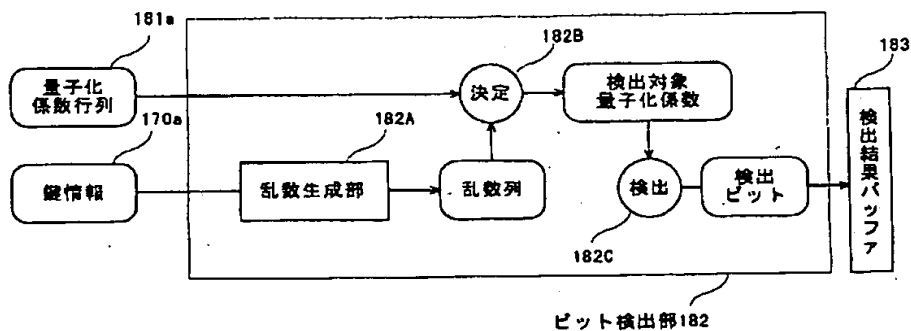 181a
182B
183
量子化
係数行列
決定
検出対象
量子化係数
170a
182A
検出結果バッファ
鍵情報
乱数生成部
乱数列
検出
検出
ビット
182C
ビット検出部182